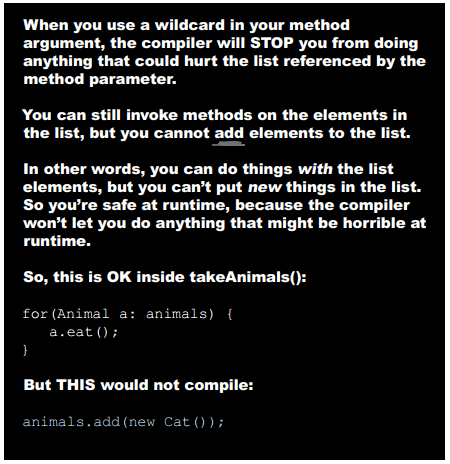 When you use a wildcard in your method
argument, the compiler will STOP you from doing
anything that could hurt the list referenced by the
method parameter.
You can still invoke methods on the elements in
the list, but you cannot add elements to the list.
In other words, you can do things with the list
elements, but you can't put new things in the list.
So you're safe at runtime, because the compiler
won't let you do anything that might be horrible at
runtime.
So, this is OK inside takeAnimals():
for(Animal a: animals) {
a.eat();
}
But THIS would not compile:
animals.add(new Cat());